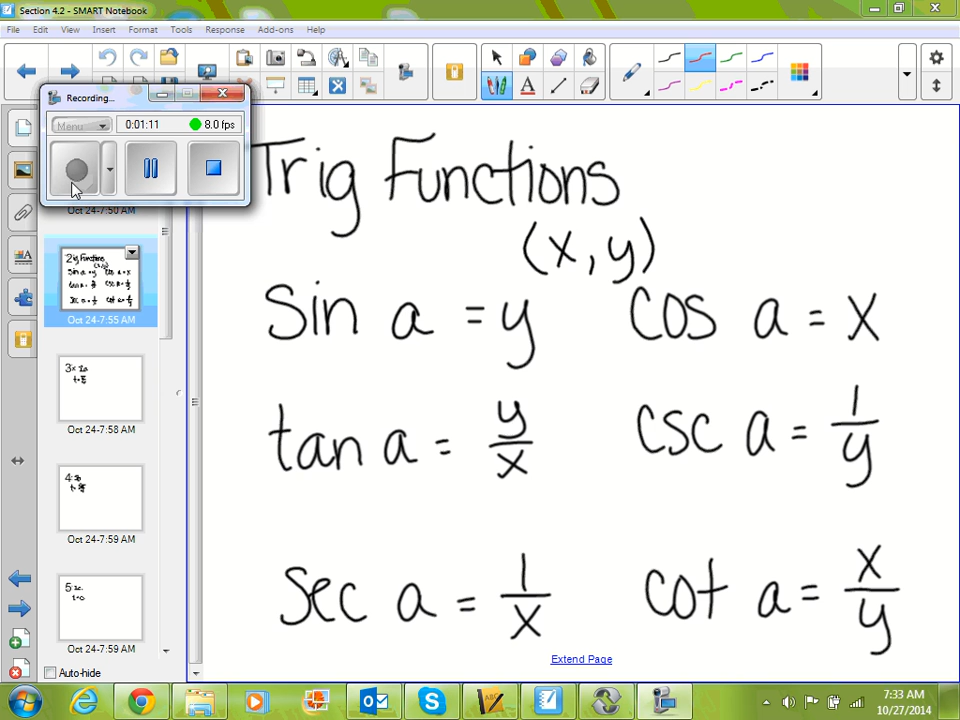 Section 4.2 - SMART Notebook
File Edit View Insert Format Tools Response Add-ons Help
Recording...
Menu 0:01:11 8.0 fps
Oct 24-7:50 AM
Trig Functions
(x, y)
Sin a = y cos a = x
tan a = y/x csc a = 1/y
sec a = 1/x cot a = x/y
Oct 24-7:55 AM
Oct 24-7:58 AM
Oct 24-7:59 AM
Oct 24-7:59 AM
Auto-hide
Extend Page
7:33 AM
10/27/2014